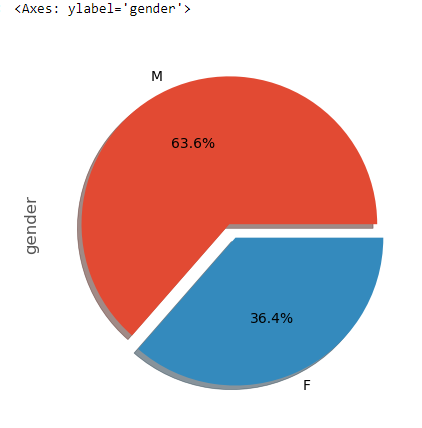 <Axes: ylabel='gender'>
M
63.6%
gender
36.4%
F